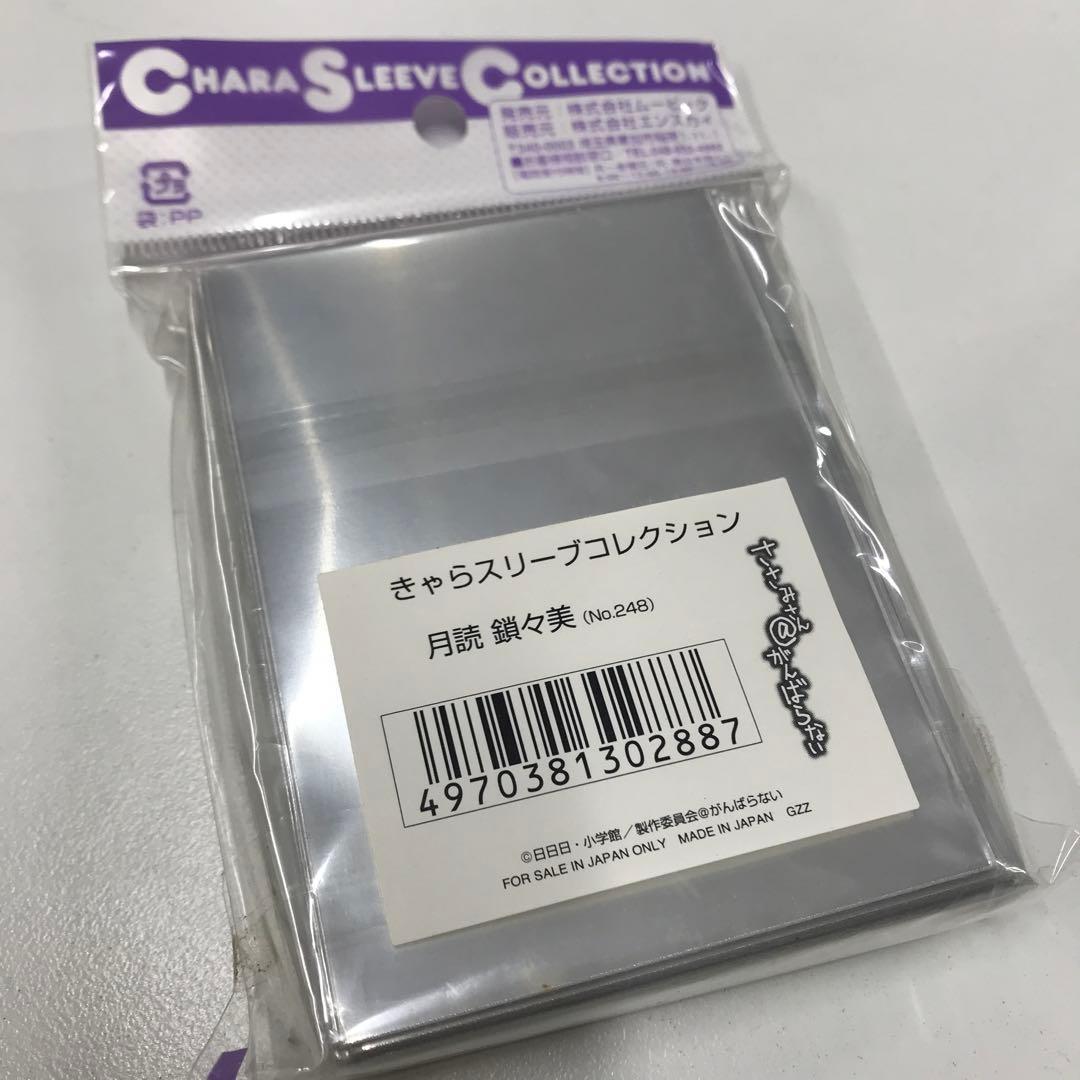 CHARA SLEEVE COLLECTION
発売元 株式会社ムービック
販売元 株式会社エンスカイ
プラ
袋:PP
きゃらスリーブコレクション
月読 鎖々美 (No.248)
ささみさん@がんばらない
4970381302887
©日日日・小学館/製作委員会@がんばらない
FOR SALE IN JAPAN ONLY MADE IN JAPAN GZZ